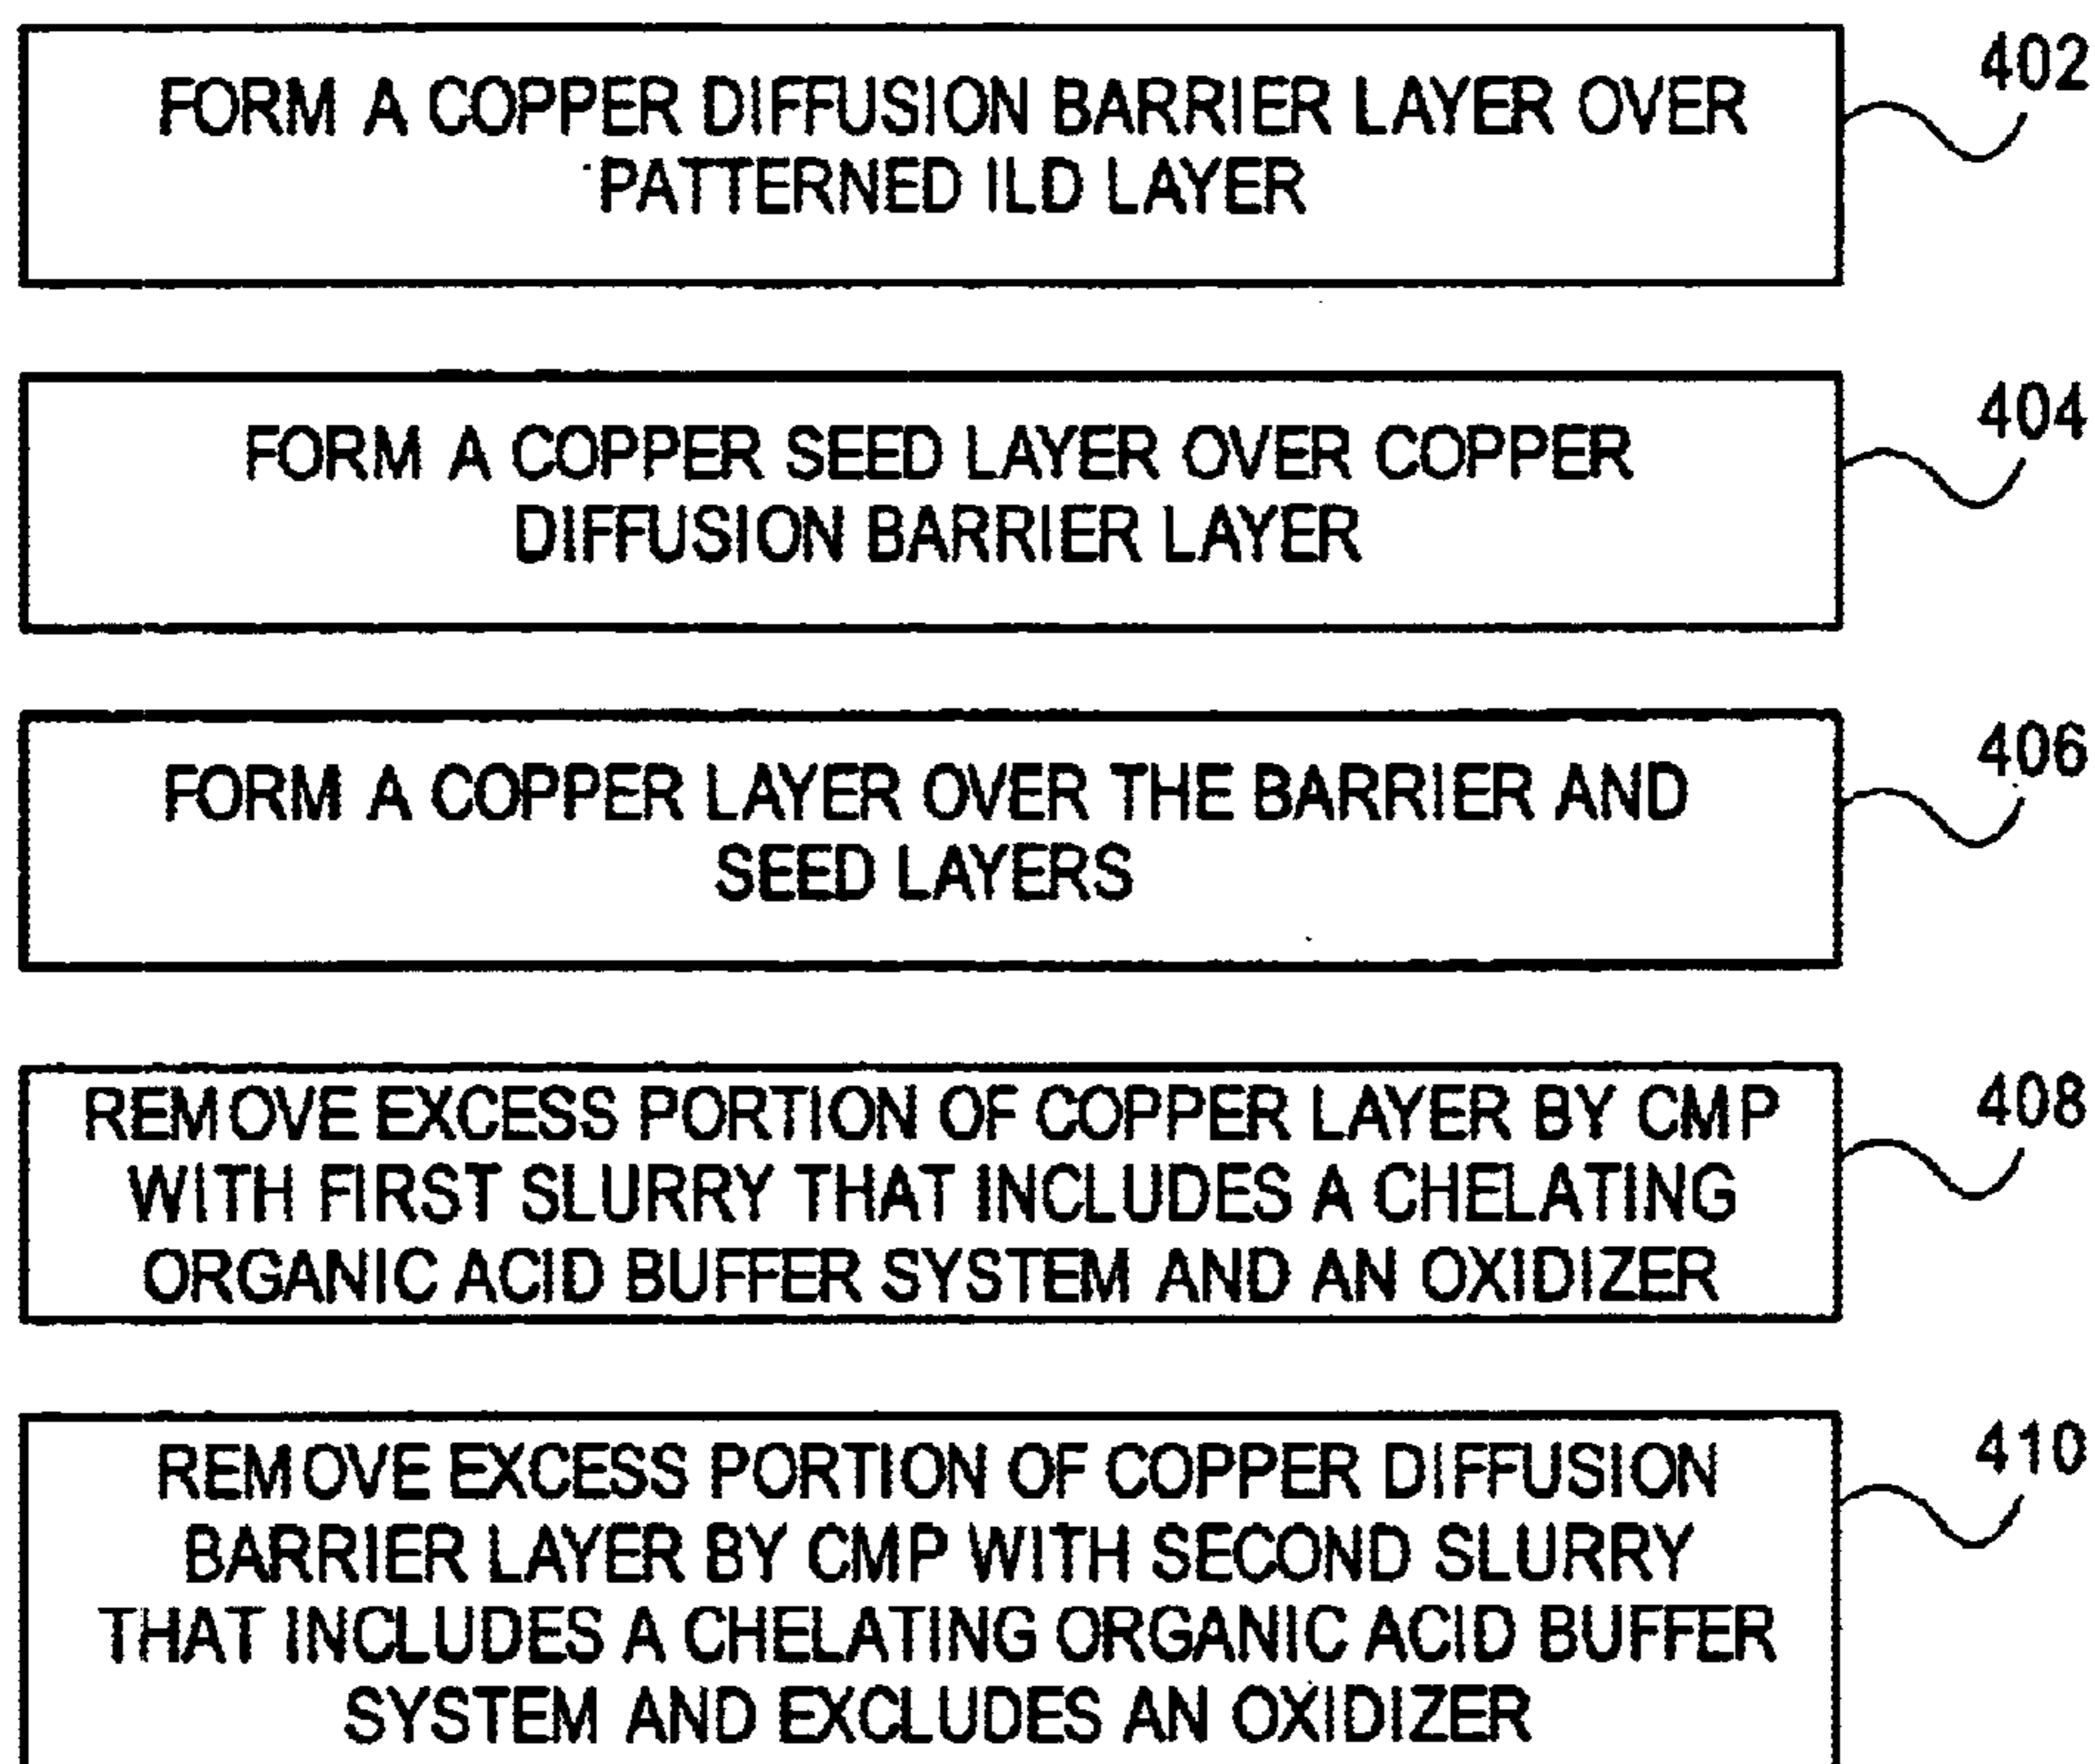 FORM A COPPER DIFFUSION BARRIER LAYER OVER
PATTERNED ILD LAYER
402
FORM A COPPER SEED LAYER OVER COPPER
DIFFUSION BARRIER LAYER
404
FORM A COPPER LAYER OVER THE BARRIER AND
SEED LAYERS
406
REMOVE EXCESS PORTION OF COPPER LAYER BY CMP
WITH FIRST SLURRY THAT INCLUDES A CHELATING
ORGANIC ACID BUFFER SYSTEM AND AN OXIDIZER
408
REMOVE EXCESS PORTION OF COPPER DIFFUSION
BARRIER LAYER BY CMP WITH SECOND SLURRY
THAT INCLUDES A CHELATING ORGANIC ACID BUFFER
SYSTEM AND EXCLUDES AN OXIDIZER
410